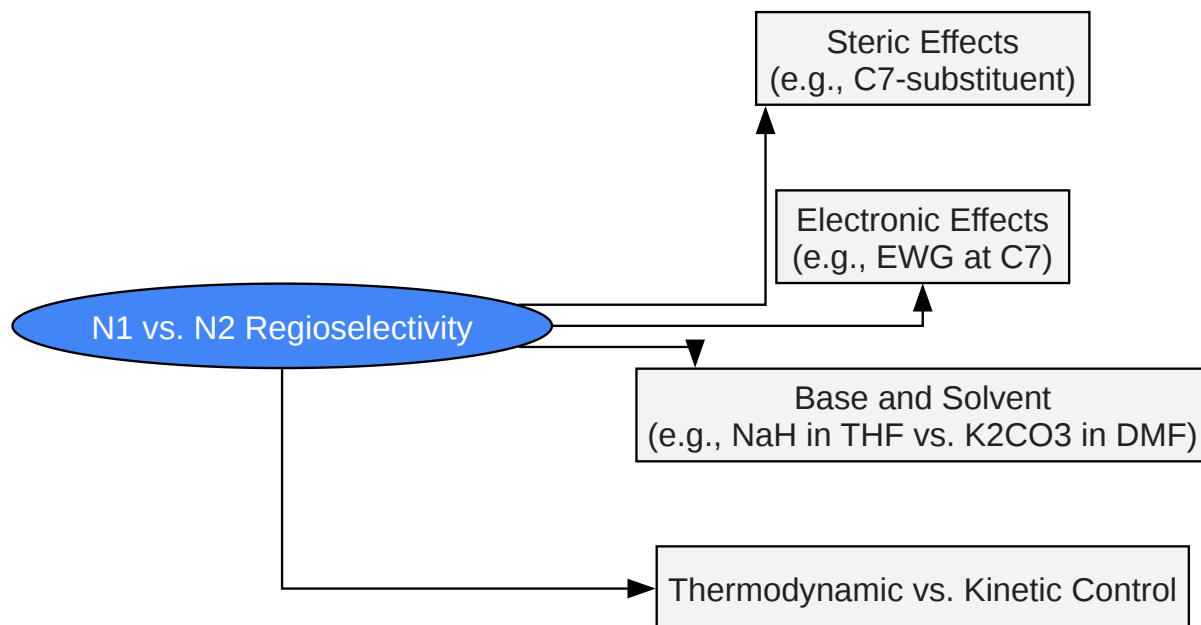 Steric Effects
(e.g., C7-substituent)
Electronic Effects
(e.g., EWG at C7)
N1 vs. N2 Regioselectivity
Base and Solvent
(e.g., NaH in THF vs. K2CO3 in DMF)
Thermodynamic vs. Kinetic Control